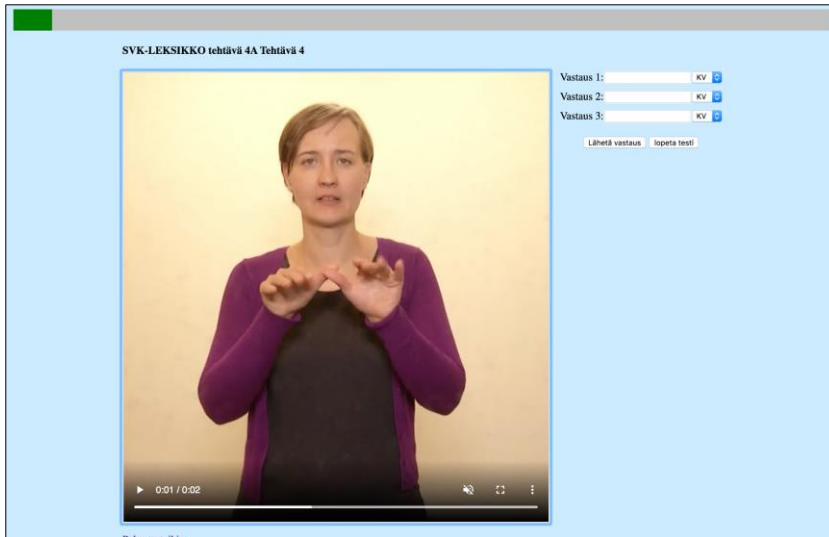 SVK-LEKSIKKO tehtävä 4A Tehtävä 4
Vastaus 1: KV
Vastaus 2: KV
Vastaus 3: KV
Lähetä vastaus lopeta testi
0:01 / 0:02